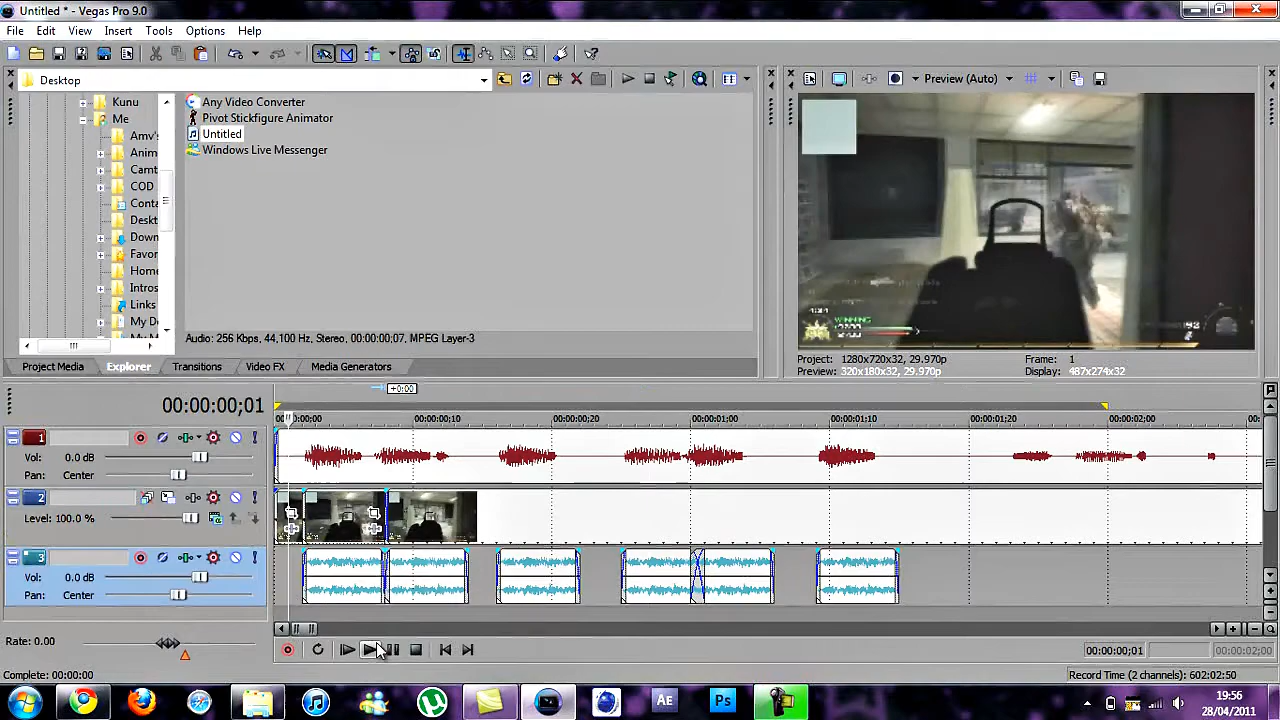 Untitled * - Vegas Pro 9.0
File Edit View Insert Tools Options Help
Desktop
Preview (Auto)
Kunu
Me
Amv's
Anim
Camt
COD
Conta
Deskt
Down
Favor
Home
Intros
Links
My D
Any Video Converter
Pivot Stickfigure Animator
Untitled
Windows Live Messenger
Audio: 256 Kbps, 44,100 Hz, Stereo, 00:00:00;07, MPEG Layer-3
Project Media Explorer Transitions Video FX Media Generators
WINNING
Project: 1280x720x32, 29.970p Frame: 1
Preview: 320x180x32, 29.970p Display: 487x274x32
+0:00
00:00:00;01
00:00:00;10 00:00:00;20 00:00:01;00 00:00:01;10 00:00:01;20 00:00:02;00
1
Vol: 0.0 dB
Pan: Center
2
Level: 100.0 %
3
Vol: 0.0 dB
Pan: Center
Rate: 0.00
00:00:00;01 00:00:02;00
Complete: 00:00:00
Record Time (2 channels): 602:02:50
Ae Ps
19:56
28/04/2011